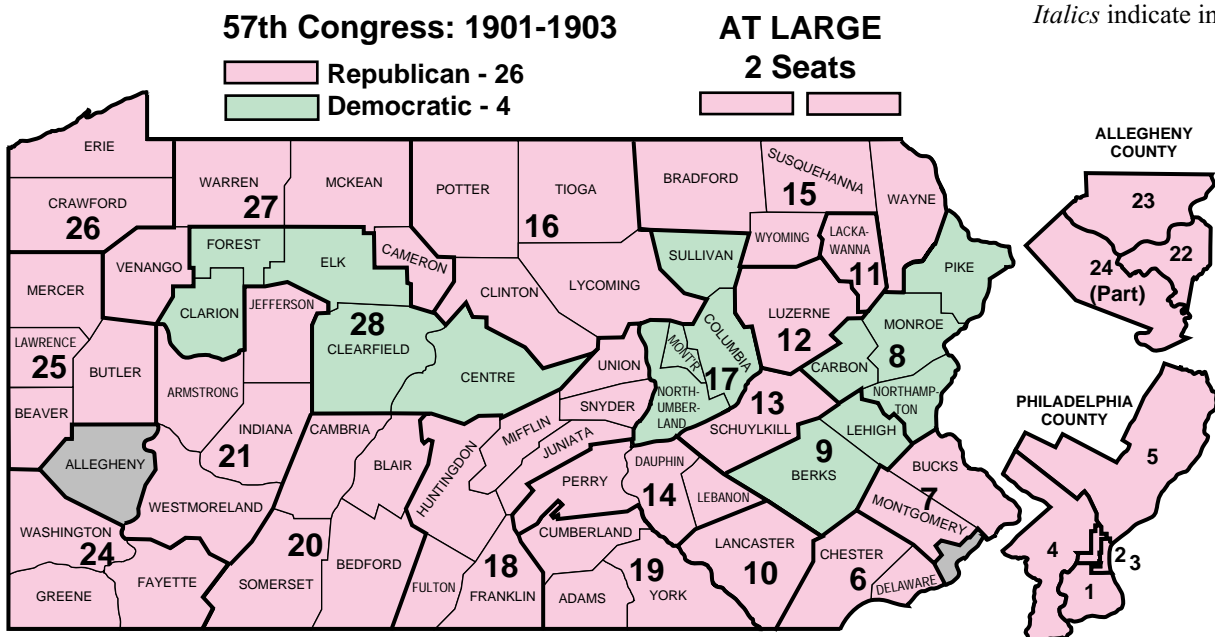 57th Congress: 1901-1903
AT LARGE
Italics indicate in
Republican - 26
2 Seats
Democratic - 4
ERIE
CRAWFORD
26
WARREN
27
MCKEAN
POTTER
TIOGA
16
BRADFORD
SUSQUEHANNA
15
WAYNE
WYOMING
LACKA-
WANNA
11
VENANGO
FOREST
ELK
CAMERON
CLINTON
LYCOMING
SULLIVAN
PIKE
MERCER
CLARION
JEFFERSON
28
CLEARFIELD
CENTRE
COLUMBIA
MONTR
17
LUZERNE
12
MONROE
8
CARBON
NORTHAMP-
TON
LAWRENCE
25
BUTLER
BEAVER
ARMSTRONG
INDIANA
21
CAMBRIA
BLAIR
HUNTINGDON
MIFFLIN
JUNIATA
UNION
SNYDER
NORTH-
UMBER-
LAND
13
SCHUYLKILL
LEHIGH
9
BERKS
ALLEGHENY
WESTMORELAND
PERRY
DAUPHIN
14
LEBANON
BUCKS
7
MONTGOMERY
WASHINGTON
24
GREENE
FAYETTE
SOMERSET
20
BEDFORD
FULTON
18
FRANKLIN
CUMBERLAND
ADAMS
19
YORK
LANCASTER
10
CHESTER
6
DELAWARE
ALLEGHENY
COUNTY
23
22
24
(Part)
PHILADELPHIA
COUNTY
5
4
2
3
1